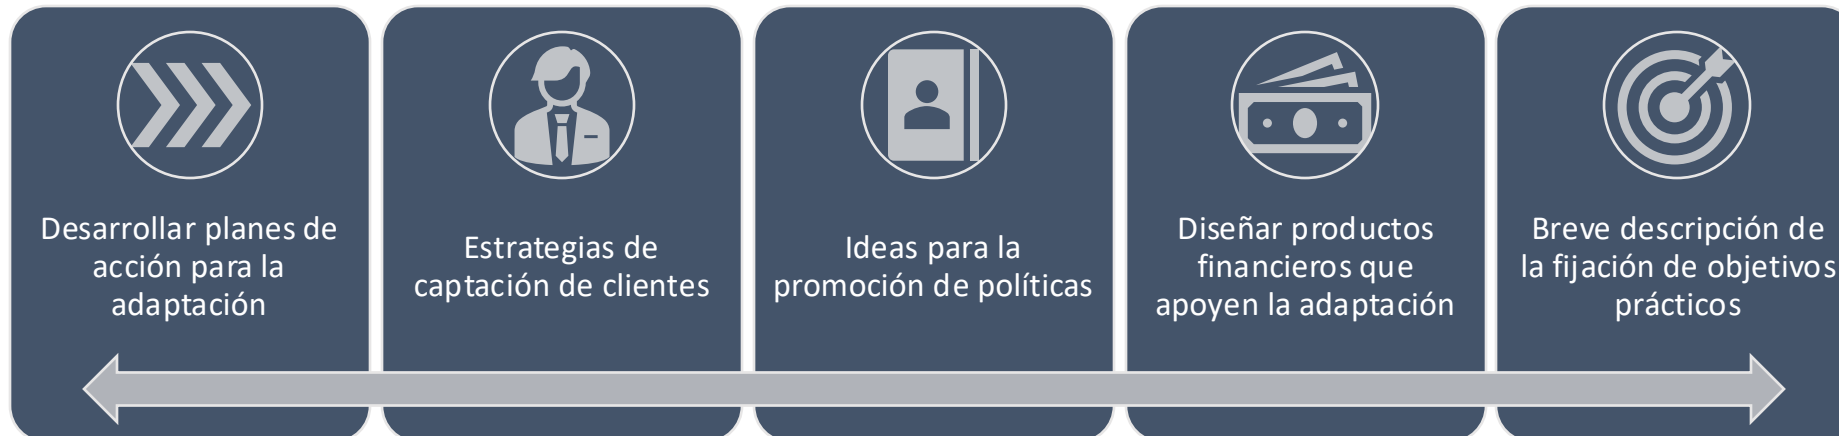 Desarrollar planes de
acción para la
adaptación
Estrategias de
captación de clientes
Ideas para la
promoción de políticas
Diseñar productos
financieros que
apoyen la adaptación
Breve descripción de
la fijación de objetivos
prácticos